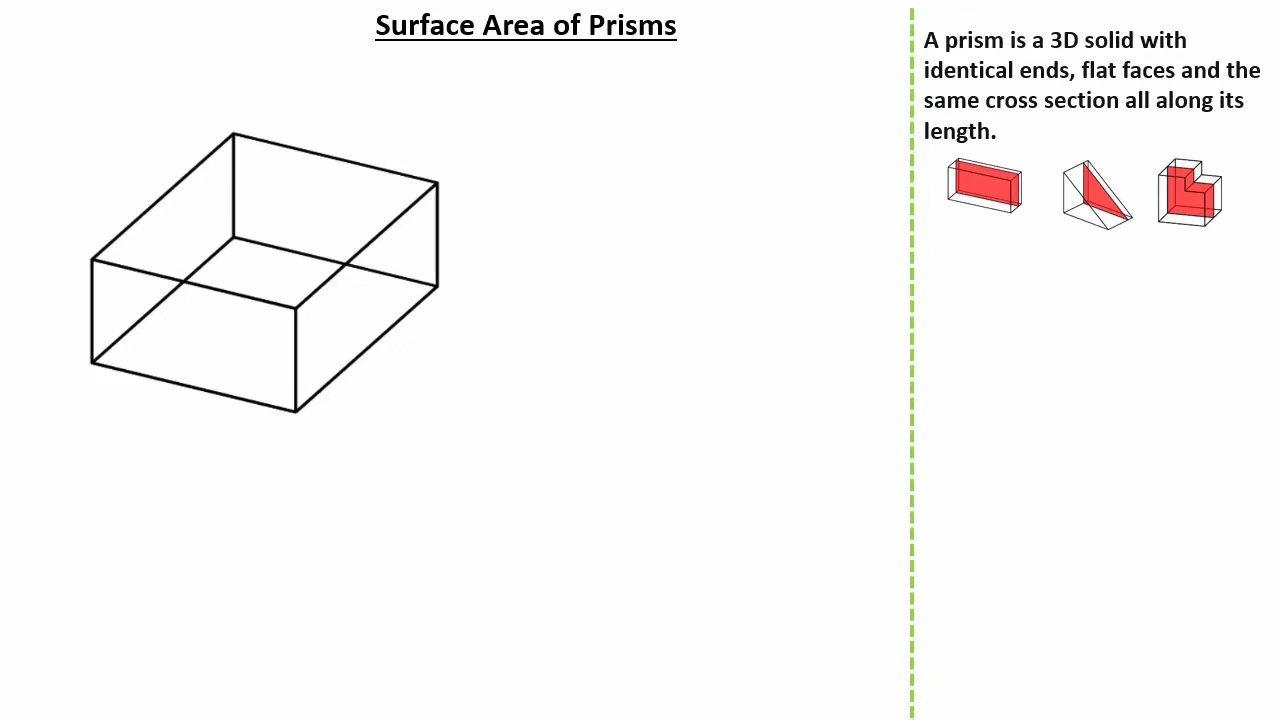 Surface Area of Prisms
A prism is a 3D solid with
identical ends, flat faces and the
same cross section all along its
length.